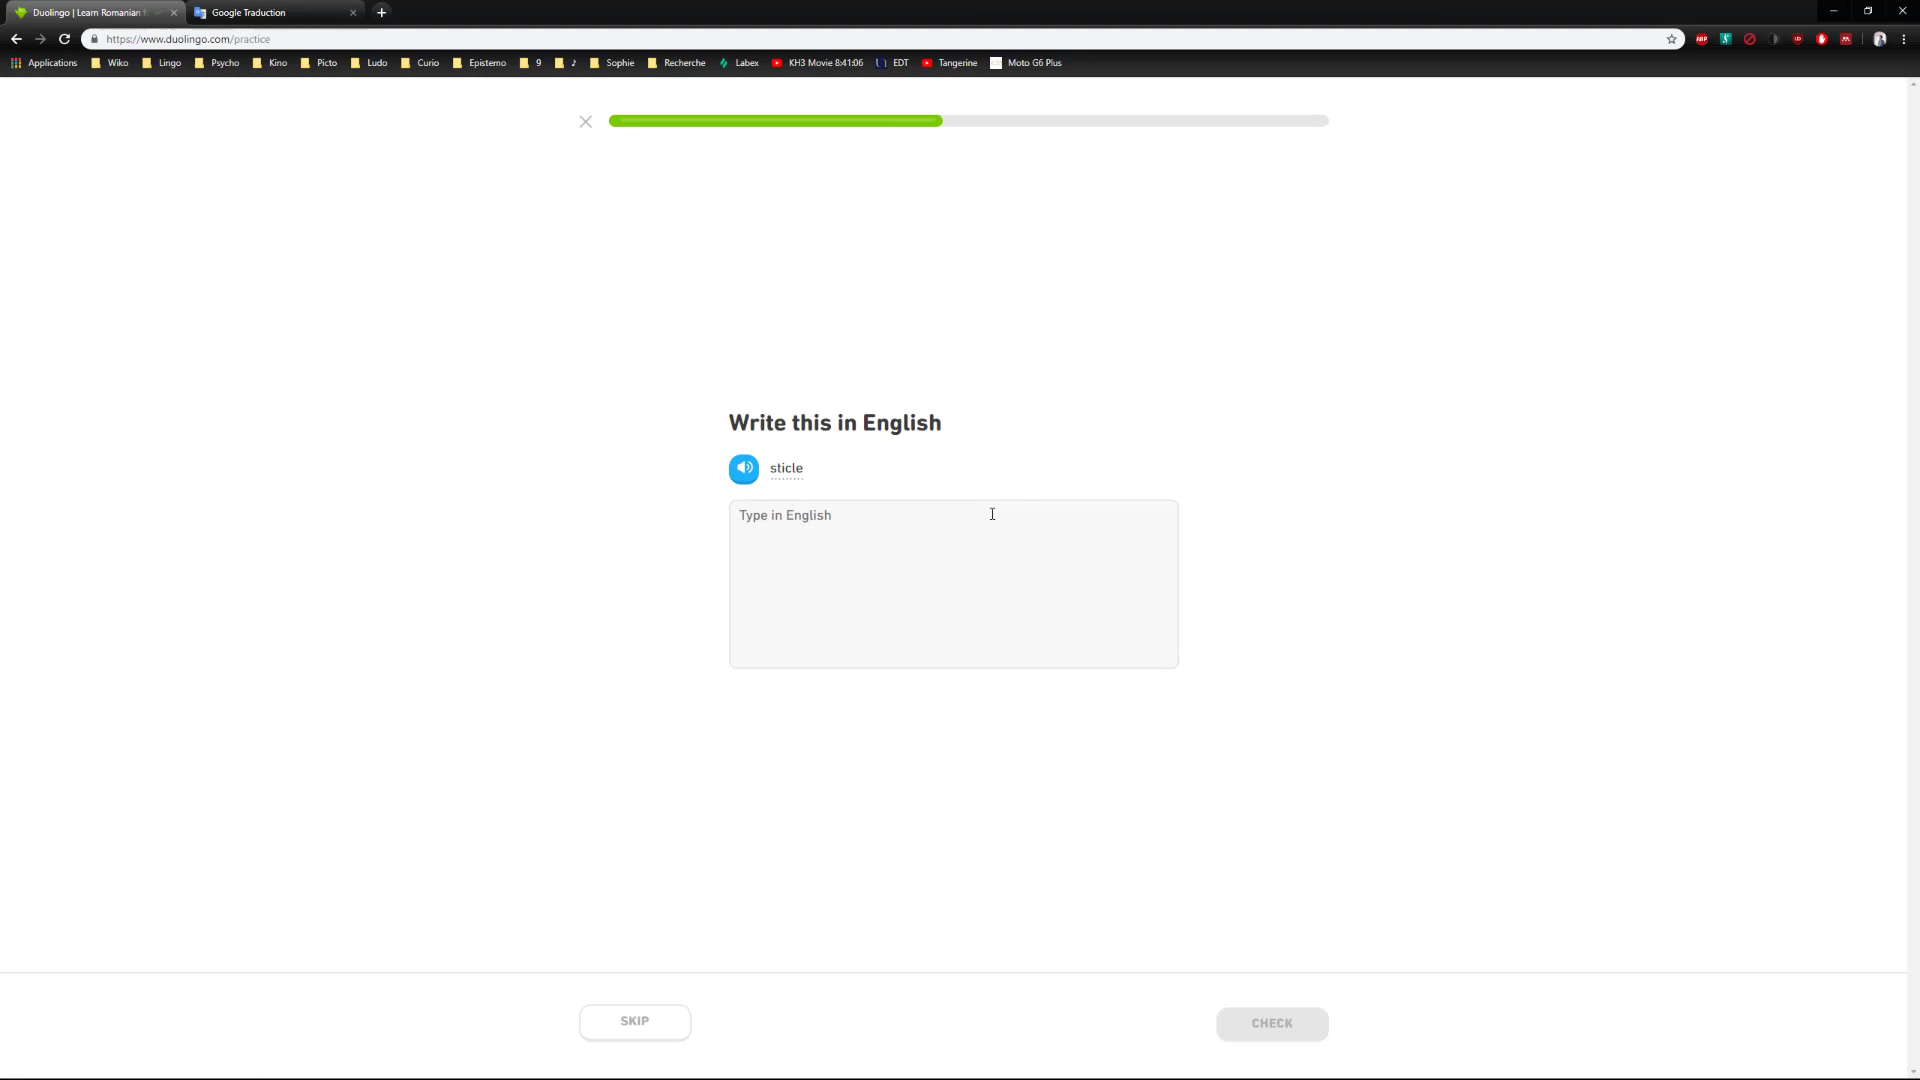 Duolingo | Learn Romanian
Google Traduction
https://www.duolingo.com/practice
Applications Wiko Lingo Psycho Kino Picto Ludo Curio Epistemo 9 ♪ Sophie Recherche Labex KH3 Movie 8:41:06 EDT Tangerine Moto G6 Plus
Write this in English
sticle
Type in English
SKIP
CHECK